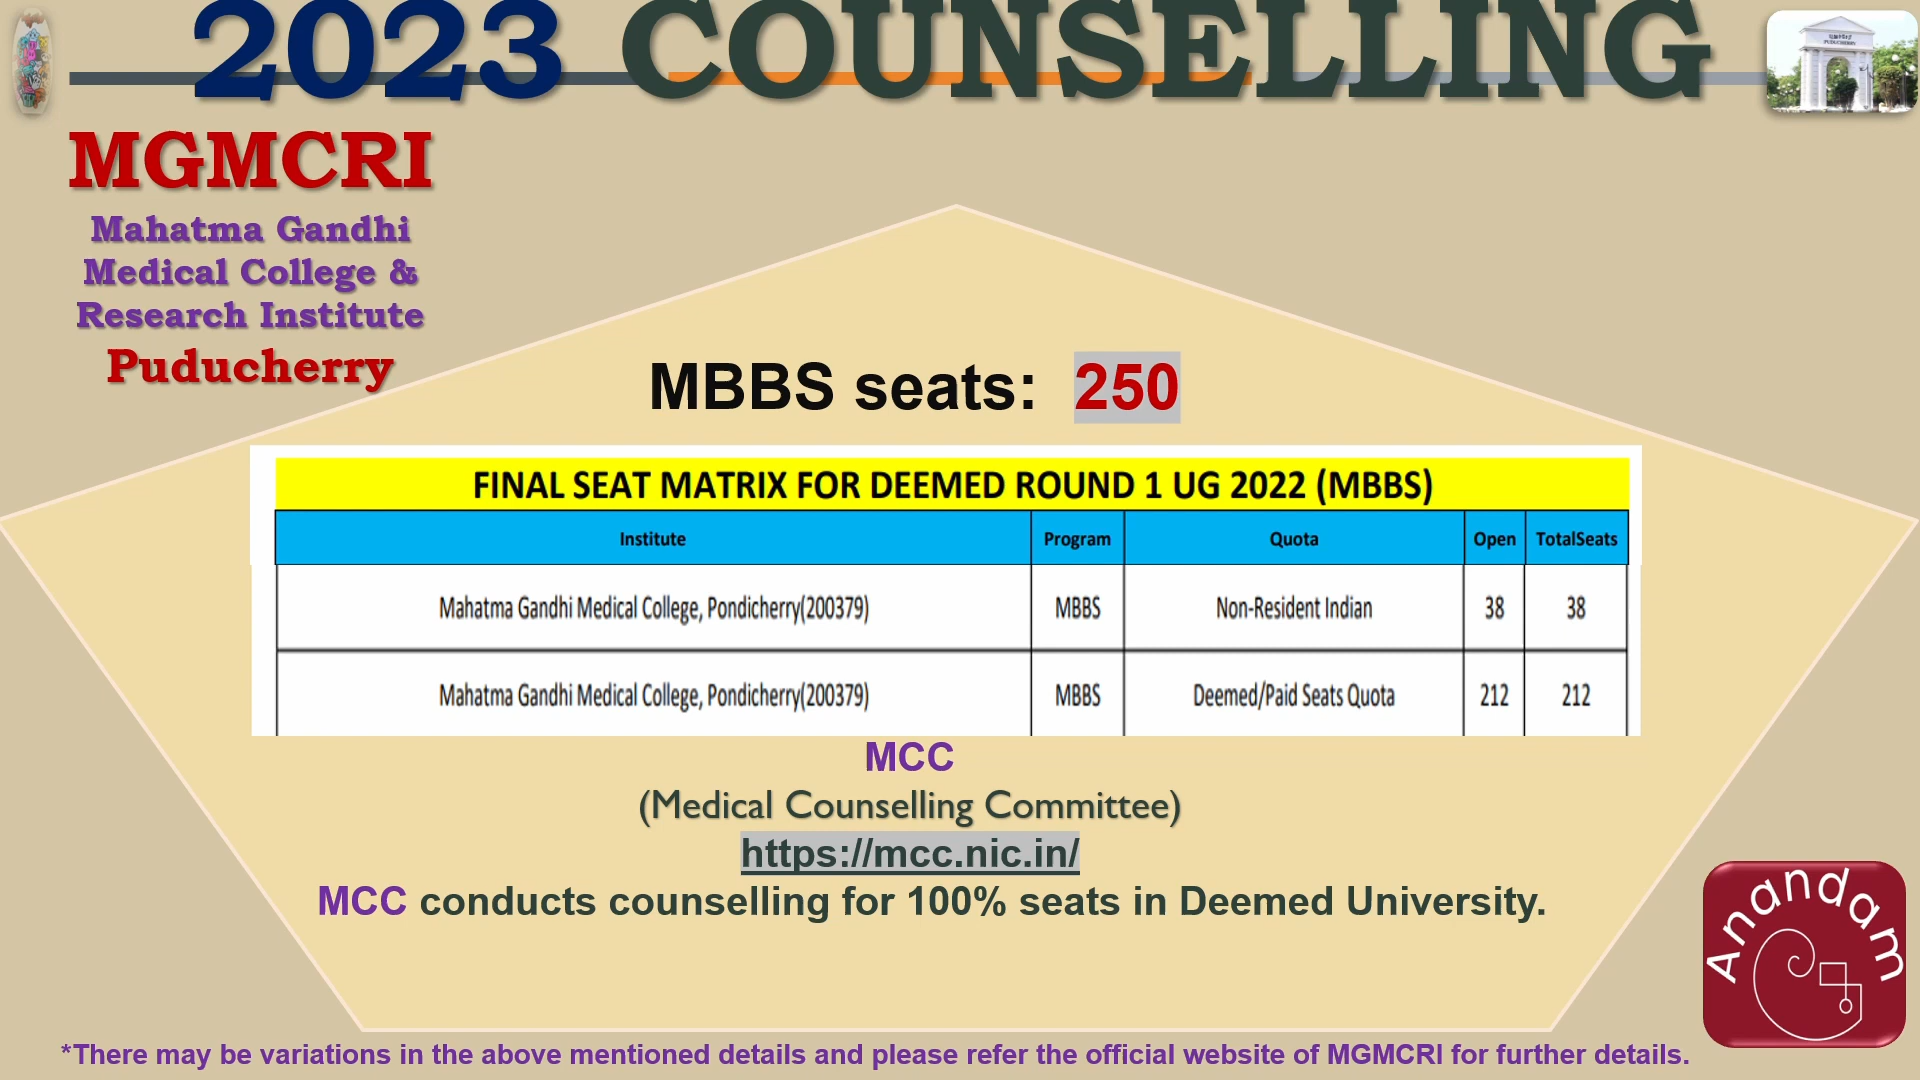 2023 COUNSELLING
MGMCRI
Mahatma Gandhi
Medical College &
Research Institute
Puducherry
MBBS seats: 250
FINAL SEAT MATRIX FOR DEEMED ROUND 1 UG 2022 (MBBS)
Institute Program Quota Open TotalSeats
Mahatma Gandhi Medical College, Pondicherry(200379) MBBS Non-Resident Indian 38 38
Mahatma Gandhi Medical College, Pondicherry(200379) MBBS Deemed/Paid Seats Quota 212 212
MCC
(Medical Counselling Committee)
https://mcc.nic.in/
MCC conducts counselling for 100% seats in Deemed University.
Anandam
*There may be variations in the above mentioned details and please refer the official website of MGMCRI for further details.